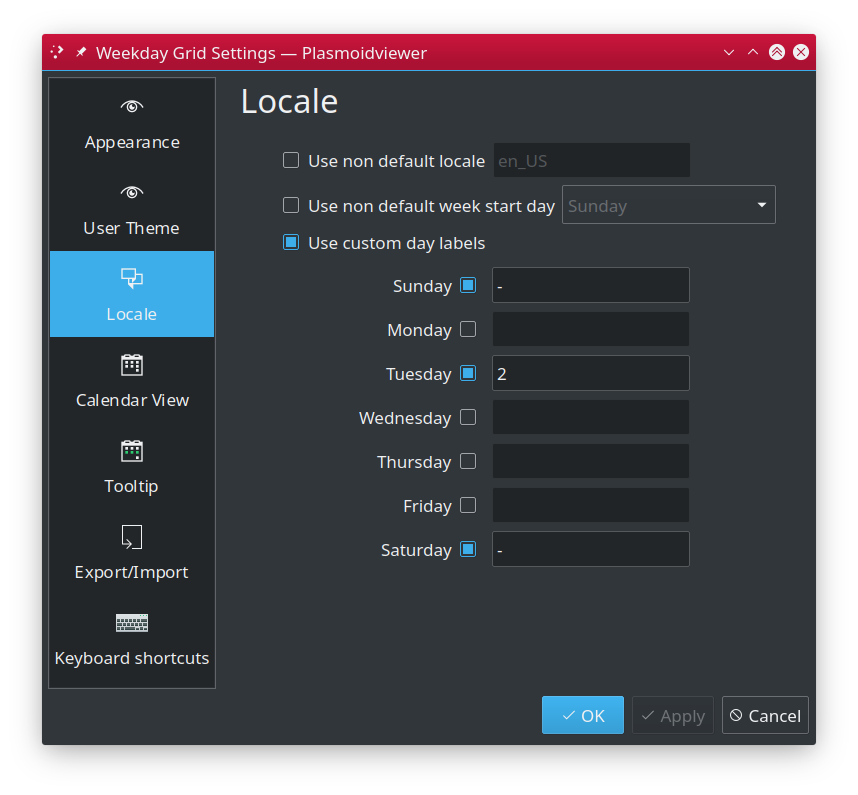 Weekday Grid Settings — Plasmoidviewer
Appearance
User Theme
Locale
Calendar View
Tooltip
Export/Import
Keyboard shortcuts
Locale
Use non default locale en_US
Use non default week start day Sunday
Use custom day labels
Sunday -
Monday
Tuesday 2
Wednesday
Thursday
Friday
Saturday -
OK Apply Cancel